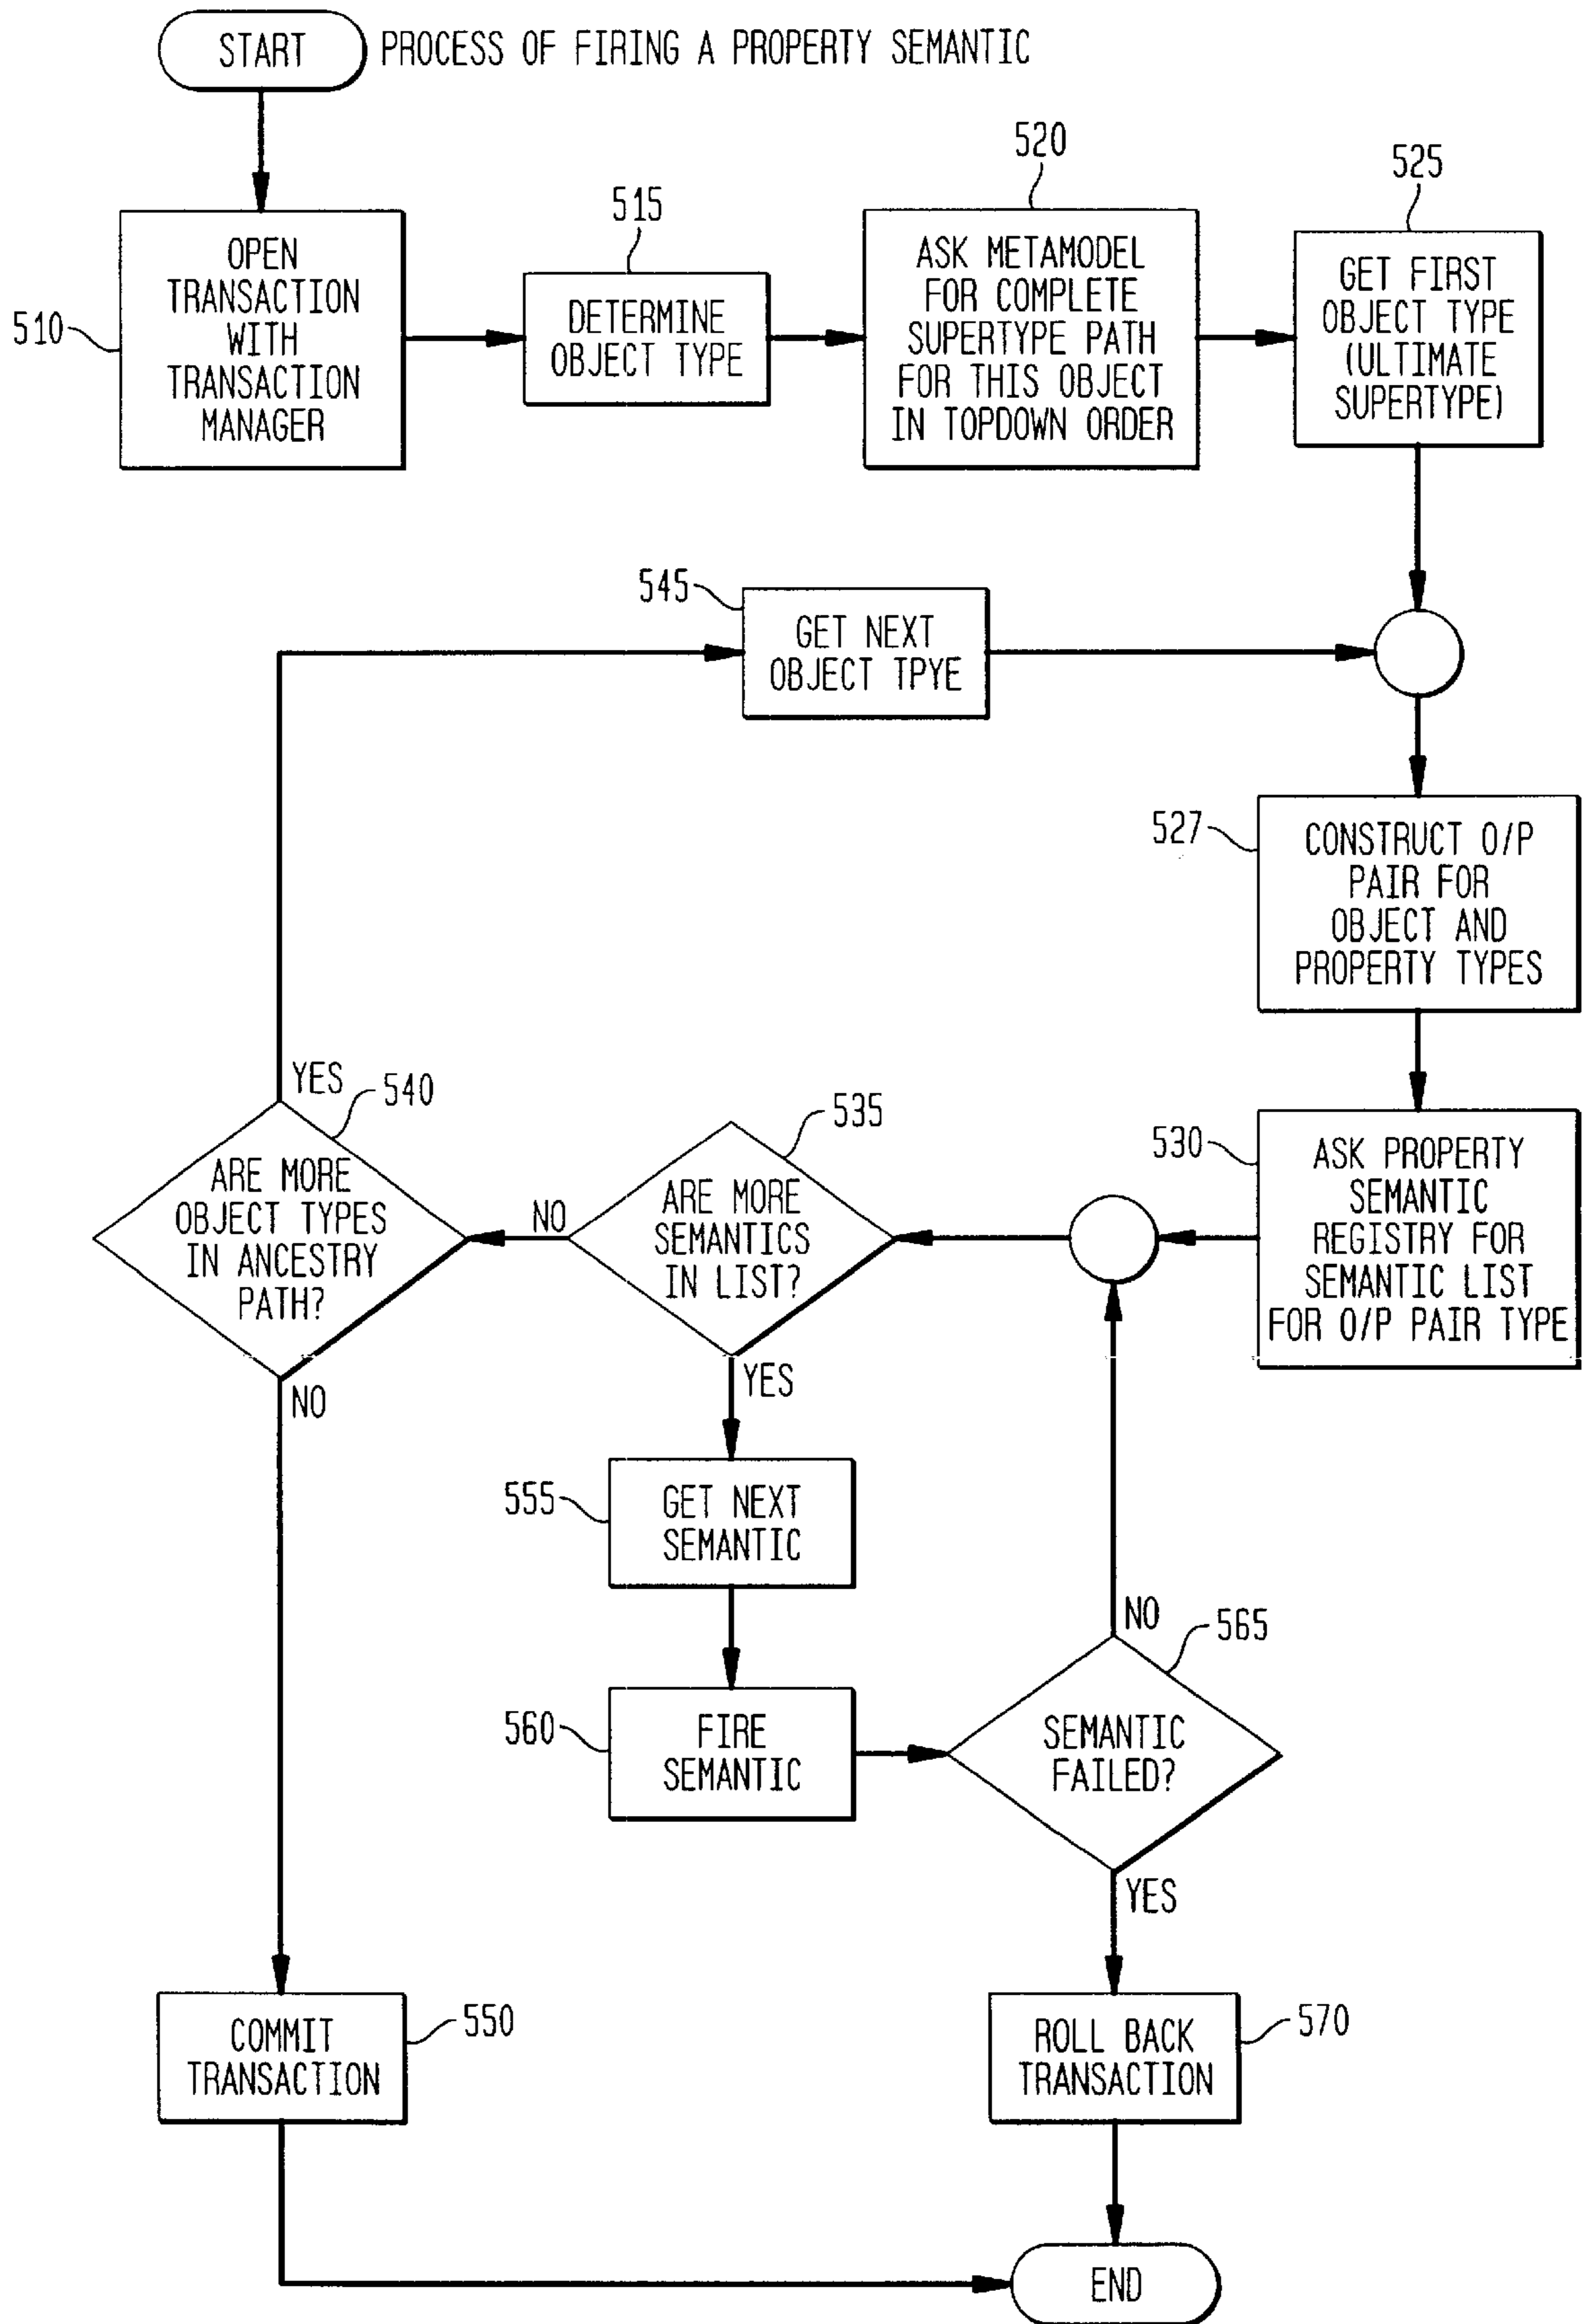 START
PROCESS OF FIRING A PROPERTY SEMANTIC
520
525
515
510
OPEN
TRANSACTION
WITH
TRANSACTION
MANAGER
DETERMINE
OBJECT TYPE
ASK METAMODEL
FOR COMPLETE
SUPERTYPE PATH
FOR THIS OBJECT
IN TOPDOWN ORDER
GET FIRST
OBJECT TYPE
(ULTIMATE
SUPERTYPE)
545
GET NEXT
OBJECT TPYE
527
CONSTRUCT O/P
PAIR FOR
OBJECT AND
PROPERTY TYPES
YES
540
535
530
ARE MORE
OBJECT TYPES
IN ANCESTRY
PATH?
NO
ARE MORE
SEMANTICS
IN LIST?
ASK PROPERTY
SEMANTIC
REGISTRY FOR
SEMANTIC LIST
FOR O/P PAIR TYPE
NO
YES
555
GET NEXT
SEMANTIC
NO
565
560
FIRE
SEMANTIC
SEMANTIC
FAILED?
YES
COMMIT
TRANSACTION
550
ROLL BACK
TRANSACTION
570
END